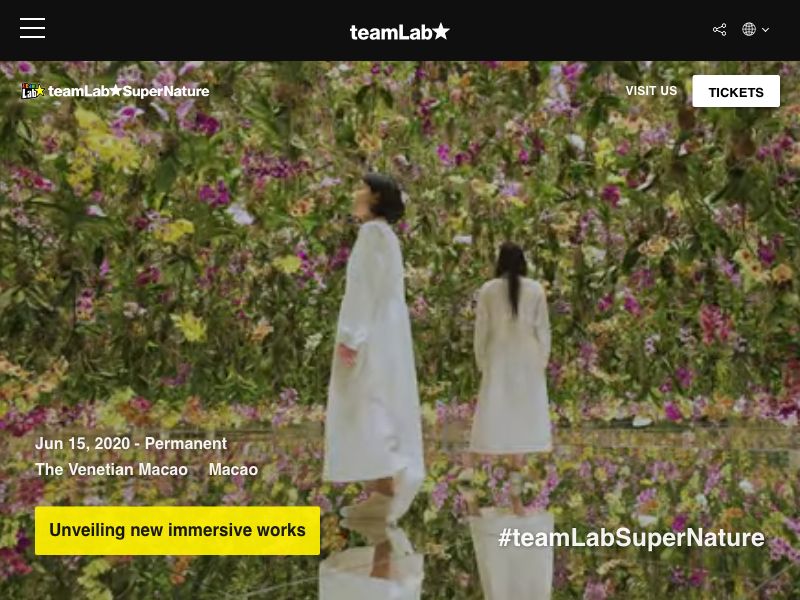 teamLab★
Lab★ teamLab★SuperNature
VISIT US
TICKETS
Jun 15, 2020 - Permanent
The Venetian Macao Macao
Unveiling new immersive works
#teamLabSuperNature